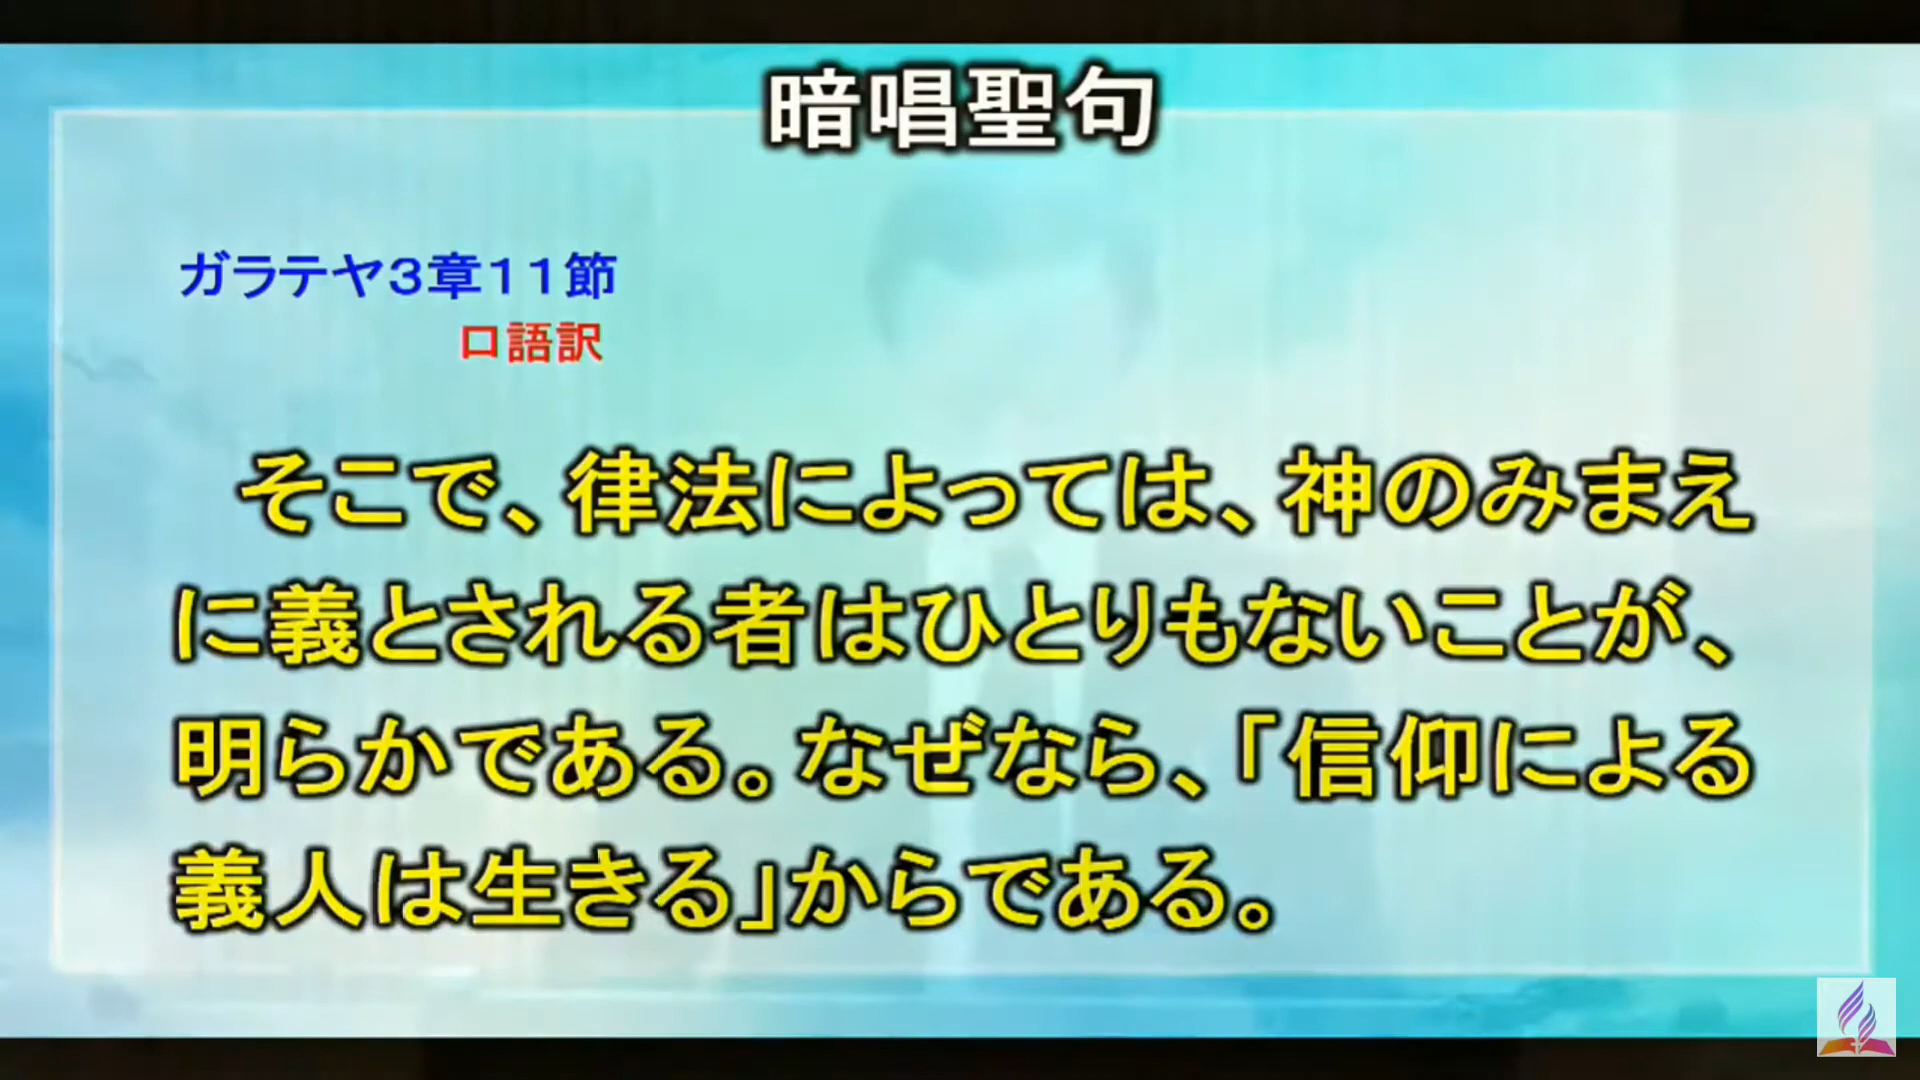 暗唱聖句
ガラテヤ３章１１節
口語訳
そこで、律法によっては、神のみまえ
に義とされる者はひとりもないことが、
明らかである。なぜなら、「信仰による
義人は生きる」からである。